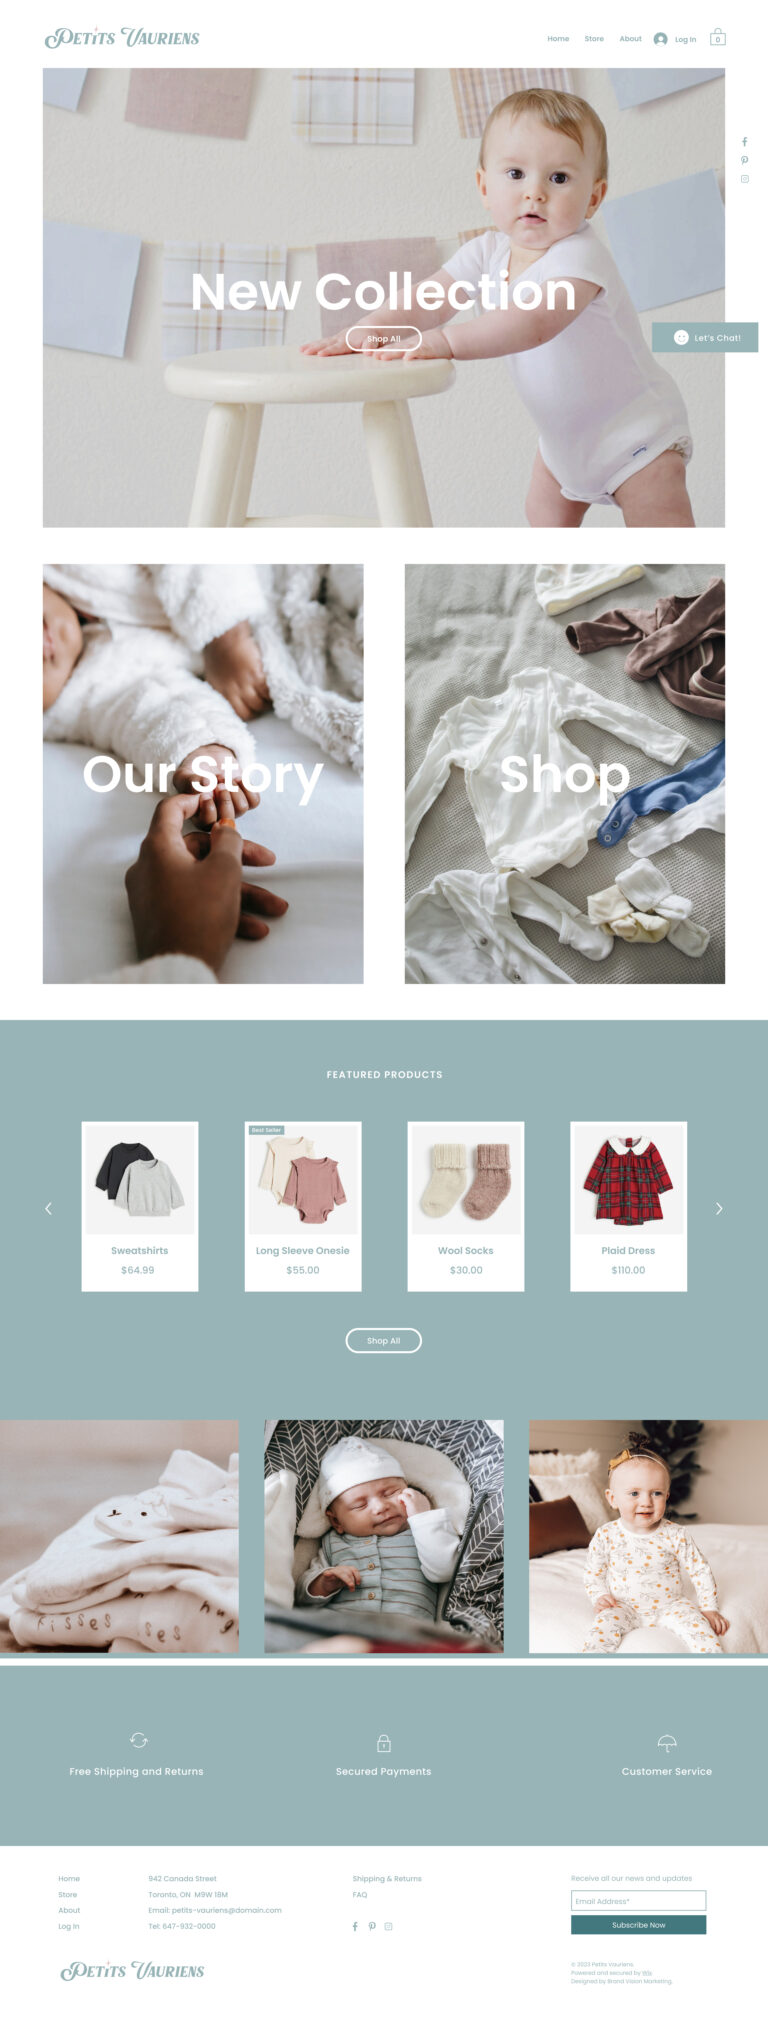 Petits Vauriens
Home Store About Log In 0
New Collection
Shop All
Let's Chat!
Our Story
Shop
FEATURED PRODUCTS
Best Seller
Sweatshirts
$64.99
Long Sleeve Onesie
$55.00
Wool Socks
$30.00
Plaid Dress
$110.00
Shop All
kisses
Free Shipping and Returns
Secured Payments
Customer Service
Home
Store
About
Log In
942 Canada Street
Toronto, ON M9W 18M
Email: petits-vauriens@domain.com
Tel: 647-932-0000
Shipping & Returns
FAQ
Receive all our news and updates
Email Address*
Subscribe Now
Petits Vauriens
© 2023 Petits Vauriens.
Powered and secured by Wix
Designed by Brand Vision Marketing.